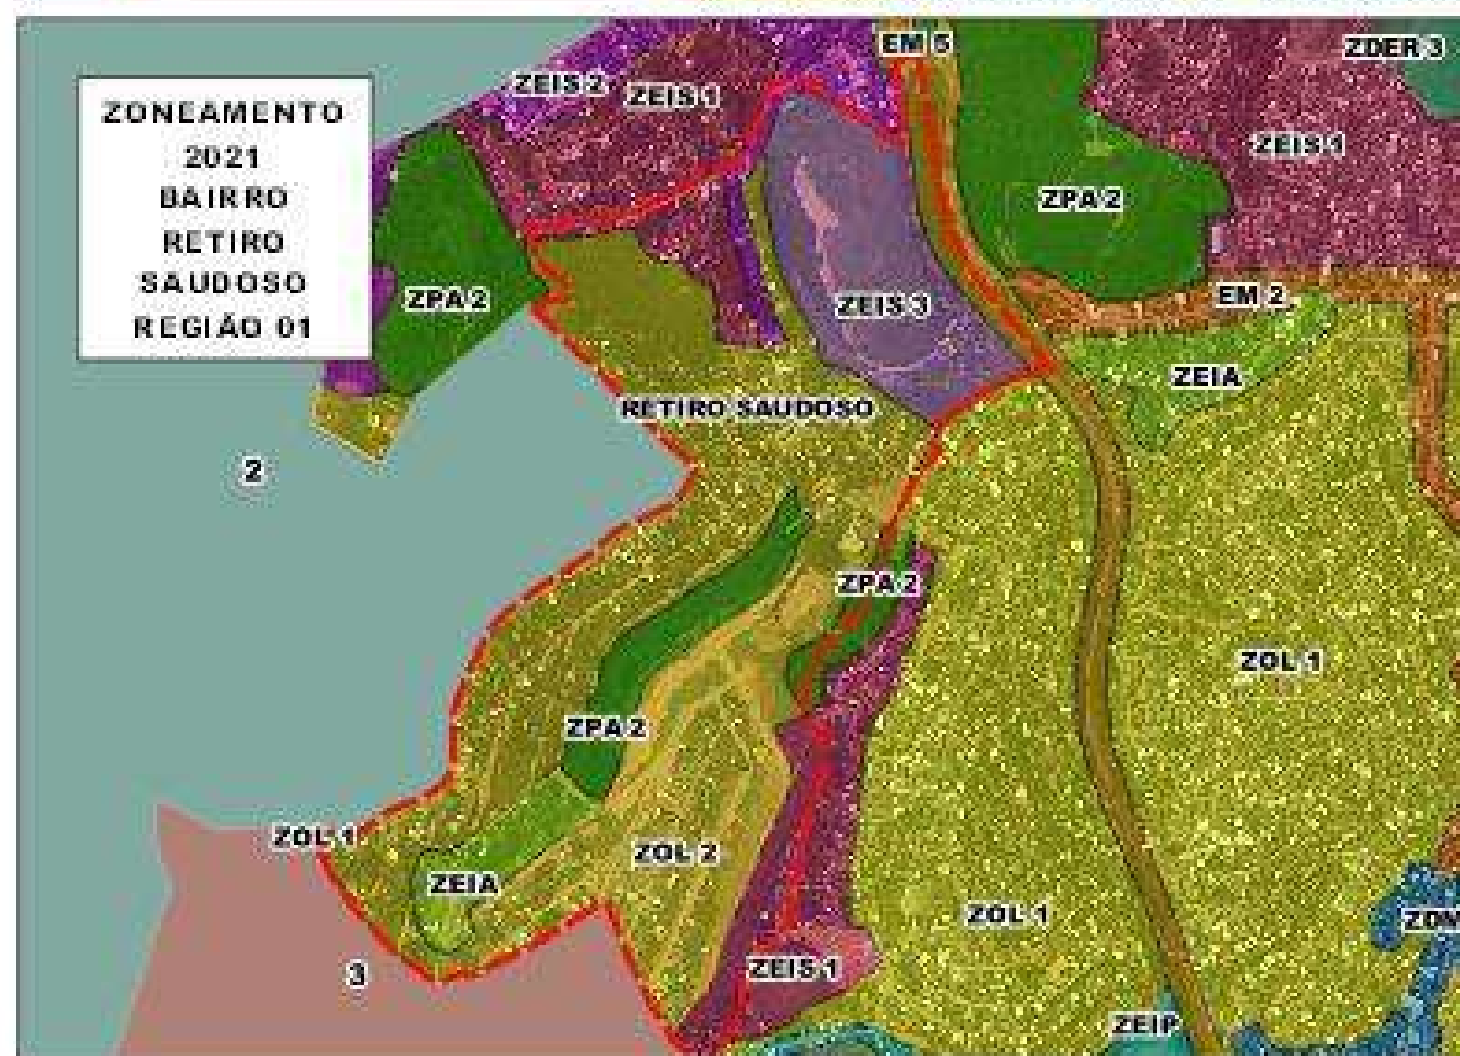 ZONEAMENTO
2021
BAIRRO
RETIRO
SAUDOSO
REGIÃO 01
EM 5
ZDER 3
ZEIS 2
ZEIS 1
ZEIS 1
ZPA 2
ZPA 2
EM 2
ZEIS 3
ZEIA
RETIRO SAUDOSO
2
ZPA 2
ZOL 1
ZPA 2
ZOL 1
ZOL 2
ZEIA
ZOL 1
3
ZEIS 1
ZEIP